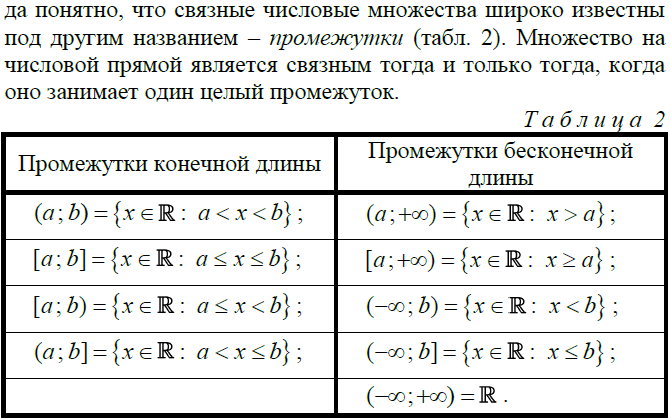 да понятно, что связные числовые множества широко известны
под другим названием – промежутки (табл. 2). Множество на
числовой прямой является связным тогда и только тогда, когда
оно занимает один целый промежуток.
Таблица 2
Промежутки конечной длины
Промежутки бесконечной
длины
(a; b) = {x ∈ ℝ : a < x < b} ;
(a; +∞) = {x ∈ ℝ : x > a} ;
[a; b] = {x ∈ ℝ : a ≤ x ≤ b} ;
[a; +∞) = {x ∈ ℝ : x ≥ a} ;
[a; b) = {x ∈ ℝ : a ≤ x < b} ;
(−∞; b) = {x ∈ ℝ : x < b} ;
(a; b] = {x ∈ ℝ : a < x ≤ b} ;
(−∞; b] = {x ∈ ℝ : x ≤ b} ;
(−∞; +∞) = ℝ .